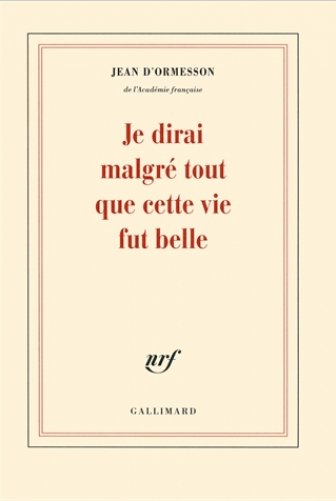 JEAN D'ORMESSON
de l'Académie française
Je dirai
malgré tout
que cette vie
fut belle
nrf
GALLIMARD